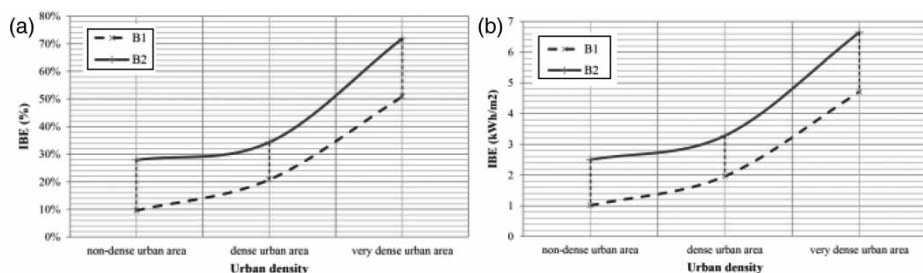 (a)
80%
70%
60%
50%
40%
30%
20%
10%
0%
IBE (%)
B1
B2
non-dense urban area dense urban area very dense urban area
Urban density
(b)
7
6
5
4
3
2
1
0
IBE (kWh/m2)
B1
B2
non-dense urban area dense urban area very dense urban area
Urban density